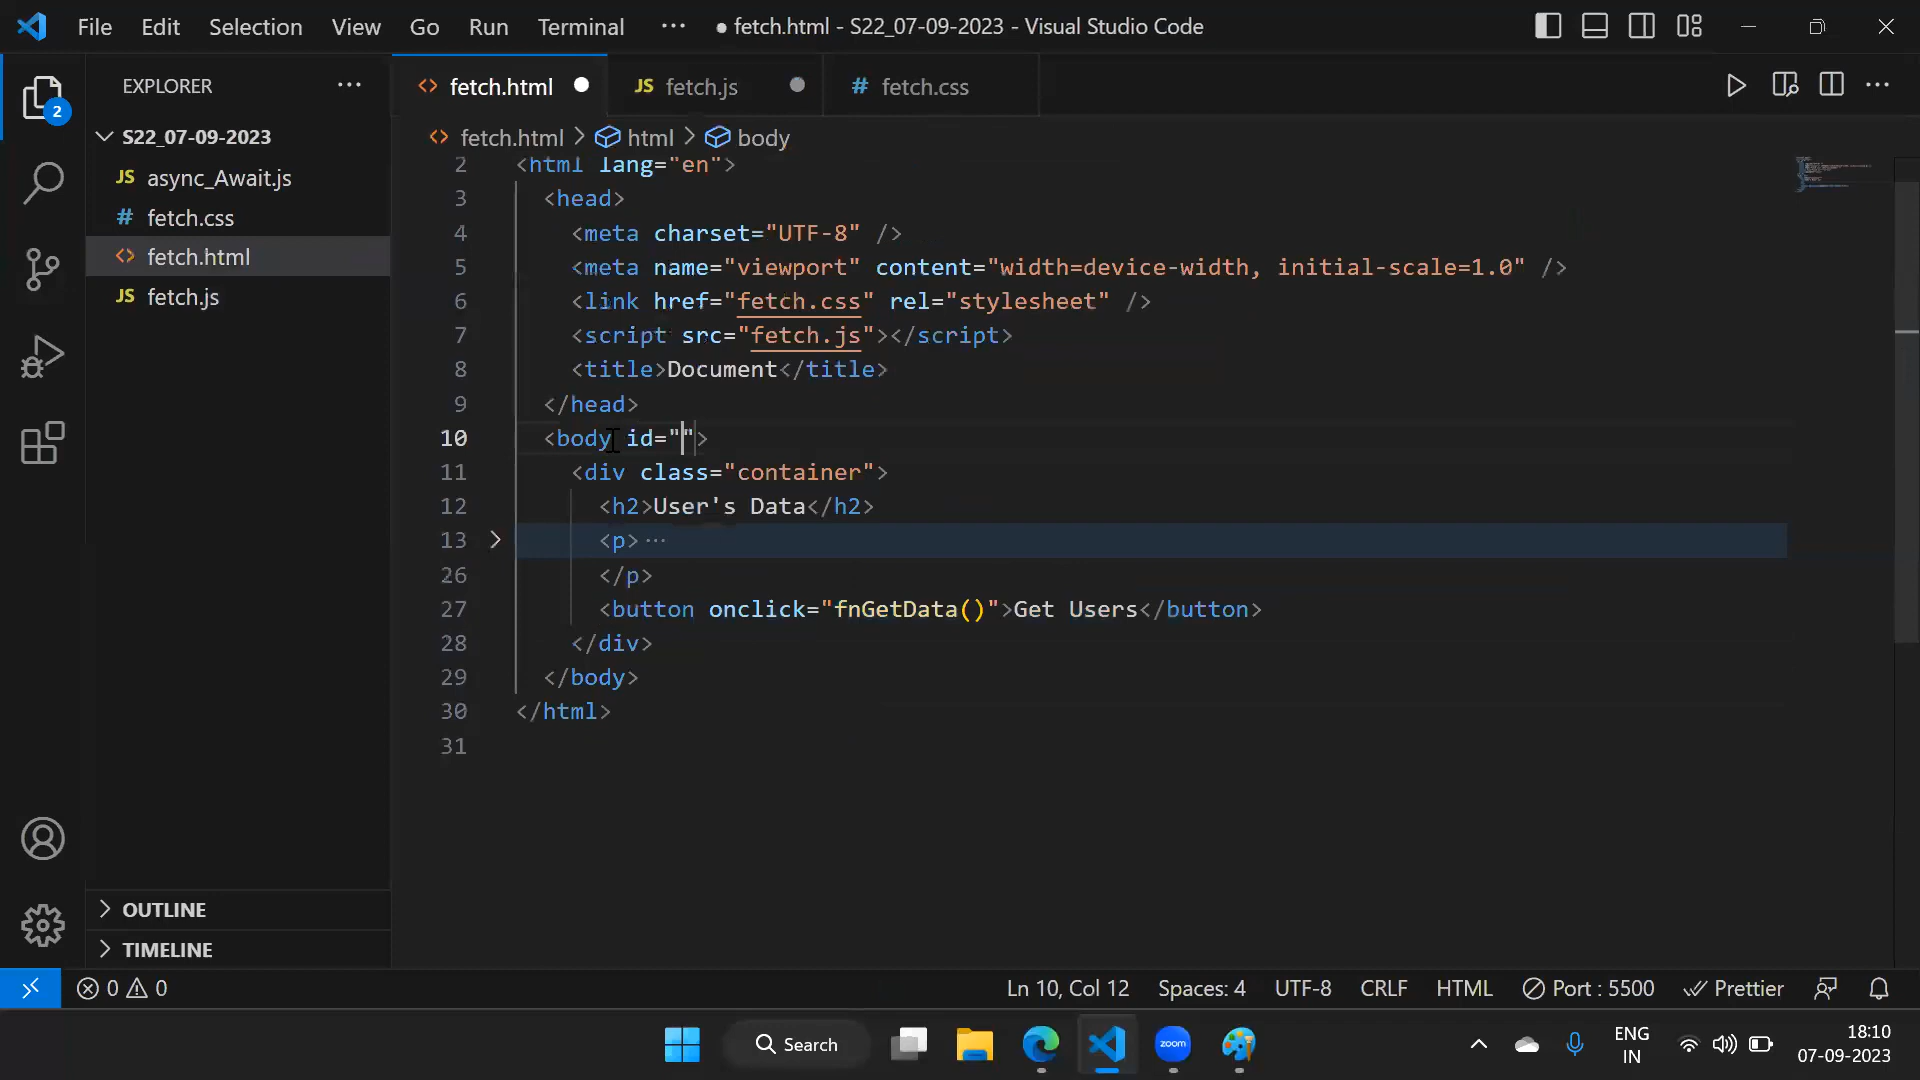 File Edit Selection View Go Run Terminal ··· ● fetch.html - S22_07-09-2023 - Visual Studio Code
EXPLORER ···
<> fetch.html ● JS fetch.js ● # fetch.css
<> fetch.html > html > body
2
S22_07-09-2023
JS async_Await.js
# fetch.css
<> fetch.html
JS fetch.js
2 <html lang="en">
3 <head>
4 <meta charset="UTF-8" />
5 <meta name="viewport" content="width=device-width, initial-scale=1.0" />
6 <link href="fetch.css" rel="stylesheet" />
7 <script src="fetch.js"></script>
8 <title>Document</title>
9 </head>
10 <body id="">
11 <div class="container">
12 <h2>User's Data</h2>
13 <p>···
26 </p>
27 <button onclick="fnGetData()">Get Users</button>
28 </div>
29 </body>
30 </html>
31
OUTLINE
TIMELINE
0 0 Ln 10, Col 12 Spaces: 4 UTF-8 CRLF HTML Port : 5500 Prettier
Search zoom ENG IN 18:10
07-09-2023